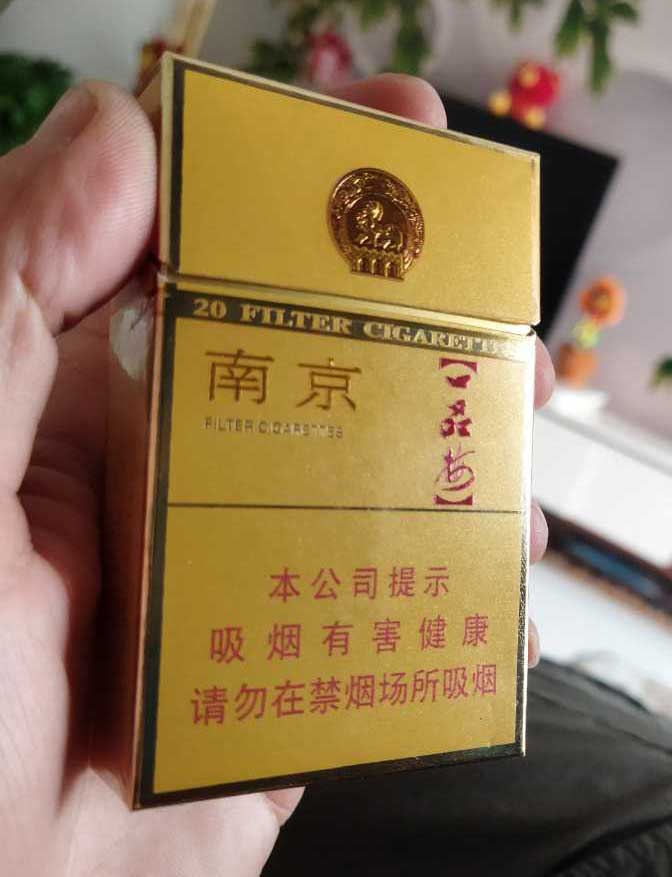 20 FILTER CIGARETTES
南京
FILTER CIGARETTES
【一品梅】
本公司提示
吸烟有害健康
请勿在禁烟场所吸烟